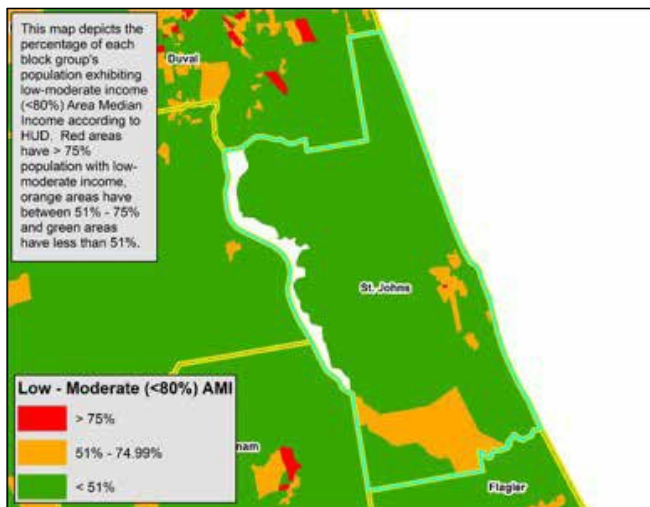 This map depicts the
percentage of each
block group's
population exhibiting
low-moderate income
(<80%) Area Median
Income according to
HUD. Red areas
have > 75%
population with low-
moderate income,
orange areas have
between 51% - 75%
and green areas
have less than 51%.
Duval
St. Johns
Low - Moderate (<80%) AMI
> 75%
51% - 74.99%
< 51%
nam
Flagler